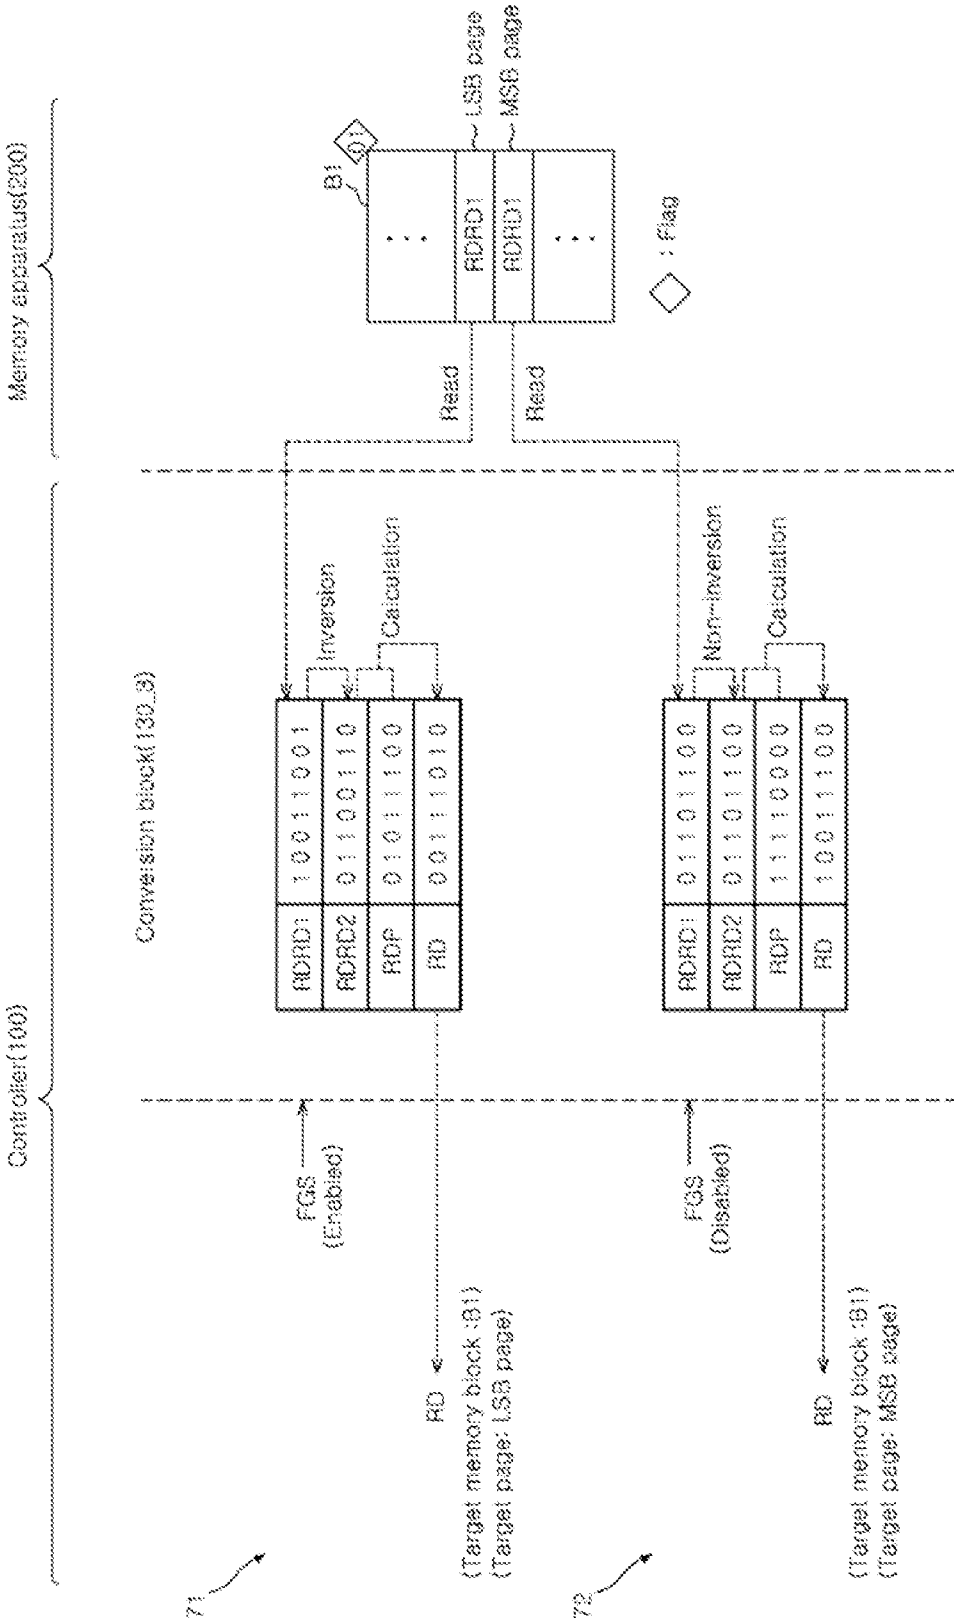 Controller(100)
Memory apparatus(200)
Conversion block(130_3)
71
FGS
(Enabled)
RDRD1 1 0 0 1 1 0 0 1
RDRD2 0 1 1 0 0 1 1 0
RDP 0 1 0 1 1 1 0 0
RD 0 0 1 1 1 0 1 0
Inversion
Calculation
Read
B1
01
⋮
RDRD1
LSB page
RDRD1
MSB page
⋮
Read
: Flag
RD
(Target memory block :B1)
(Target page: LSB page)
72
FGS
(Disabled)
RDRD1 0 1 1 0 1 1 0 0
RDRD2 0 1 1 0 1 1 0 0
RDP 1 1 1 1 0 0 0 0
RD 1 0 0 1 1 1 0 0
Non-inversion
Calculation
RD
(Target memory block :B1)
(Target page: MSB page)